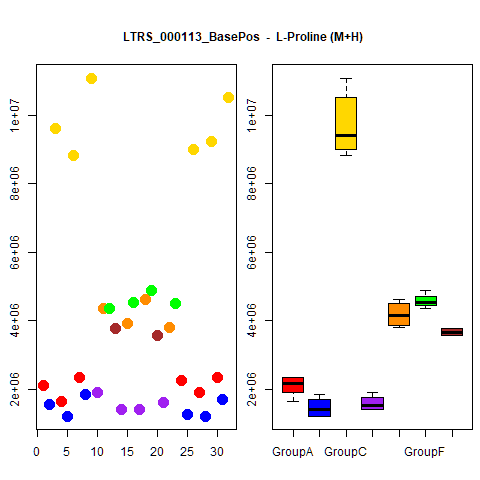 LTRS_000113_BasePos - L-Proline (M+H)
1e+07
8e+06
6e+06
4e+06
2e+06
0 5 10 15 20 25 30
1e+07
8e+06
6e+06
4e+06
2e+06
GroupA GroupC GroupF